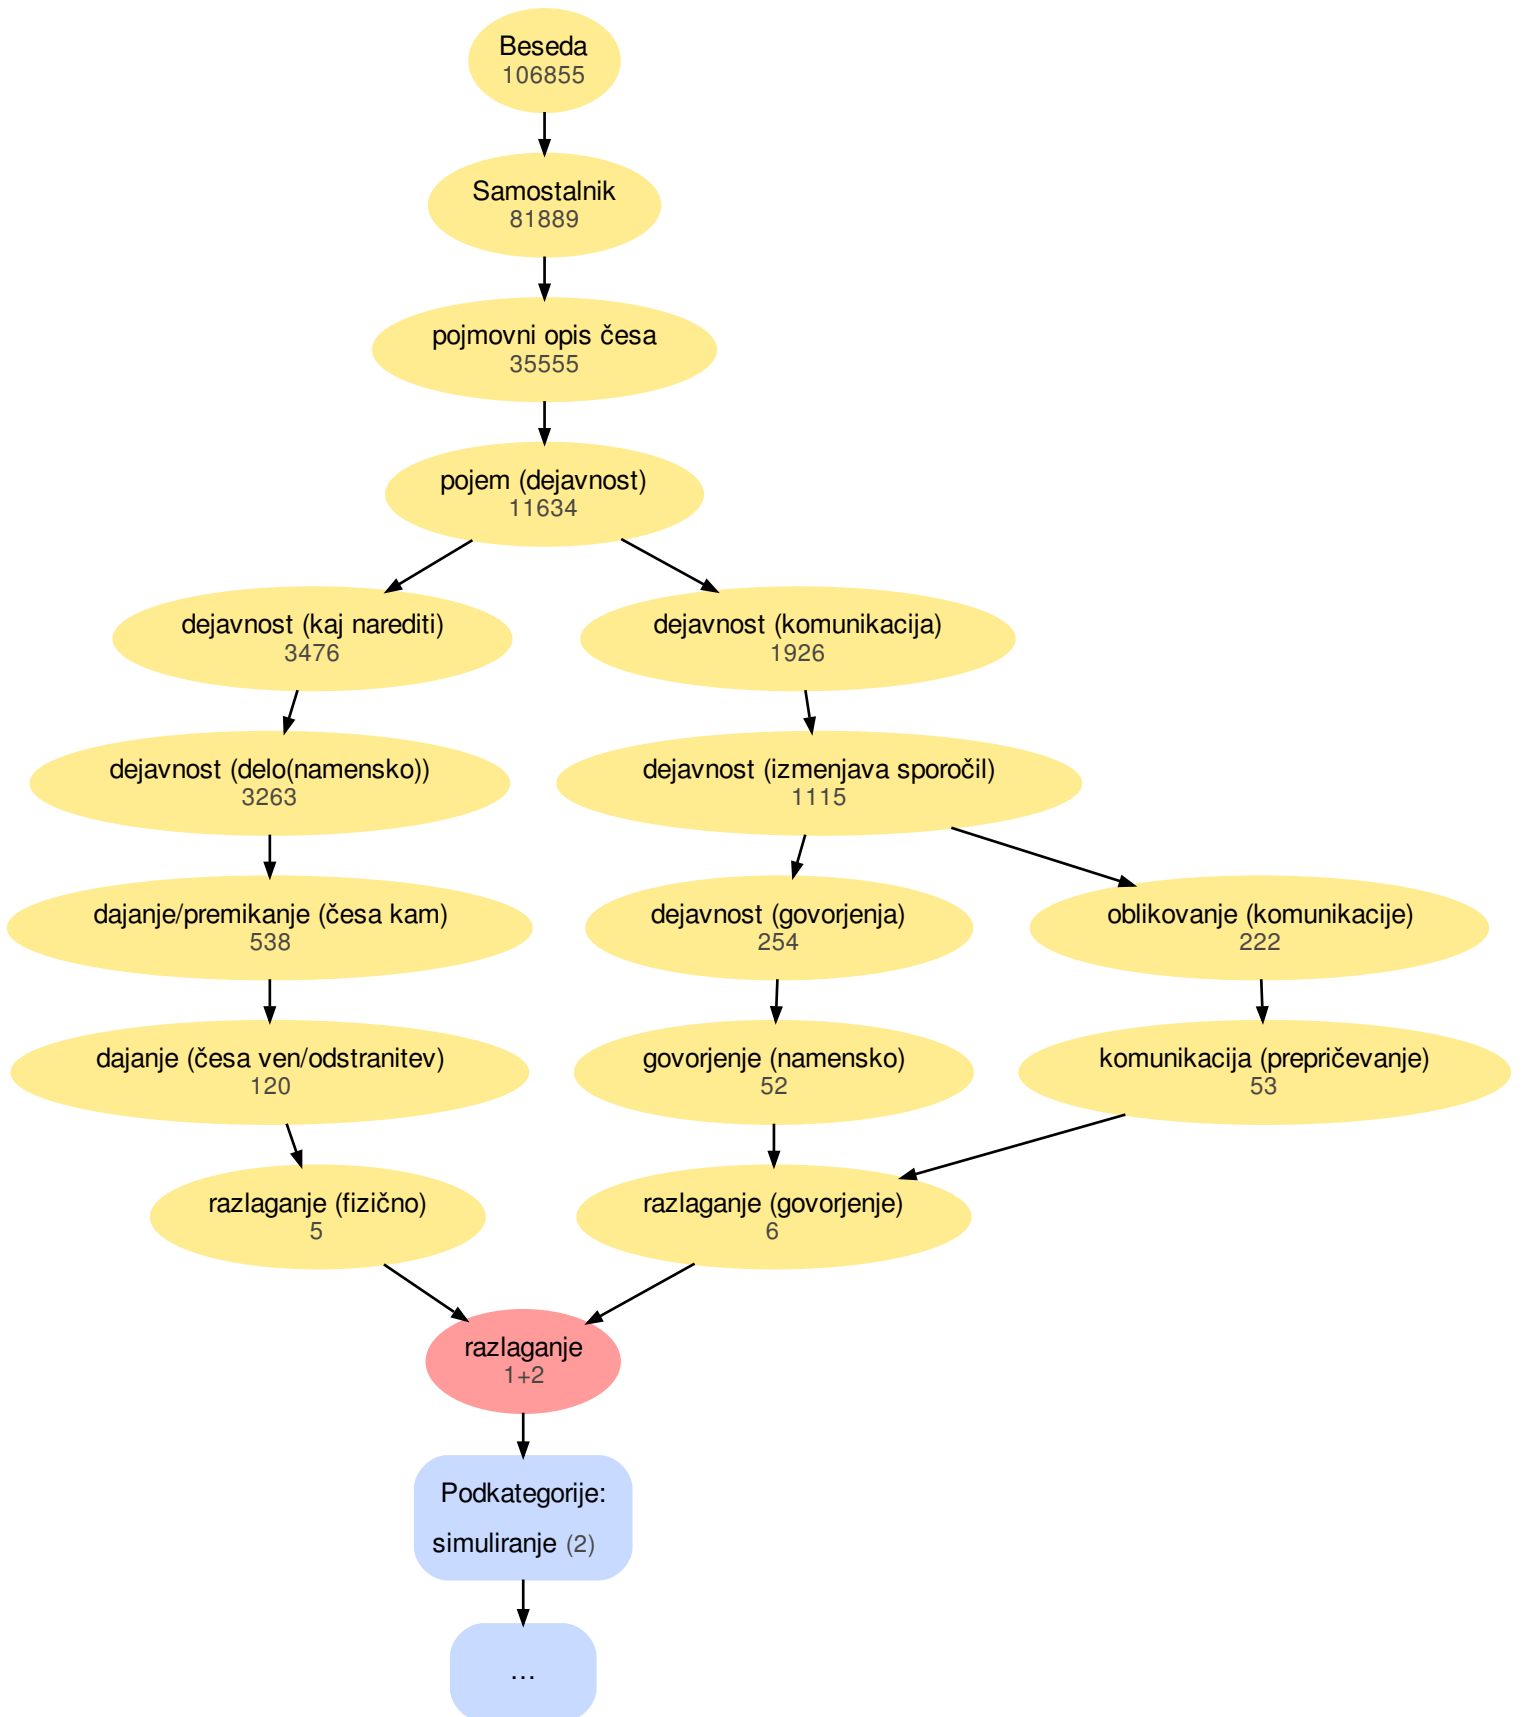 Beseda
106855
Samostalnik
81889
pojmovni opis česa
35555
pojem (dejavnost)
11634
dejavnost (kaj narediti)
3476
dejavnost (komunikacija)
1926
dejavnost (delo(namensko))
3263
dejavnost (izmenjava sporočil)
1115
dajanje/premikanje (česa kam)
538
dejavnost (govorjenja)
254
oblikovanje (komunikacije)
222
dajanje (česa ven/odstranitev)
120
govorjenje (namensko)
52
komunikacija (prepričevanje)
53
razlaganje (fizično)
5
razlaganje (govorjenje)
6
razlaganje
1+2
Podkategorije:
simuliranje (2)
…